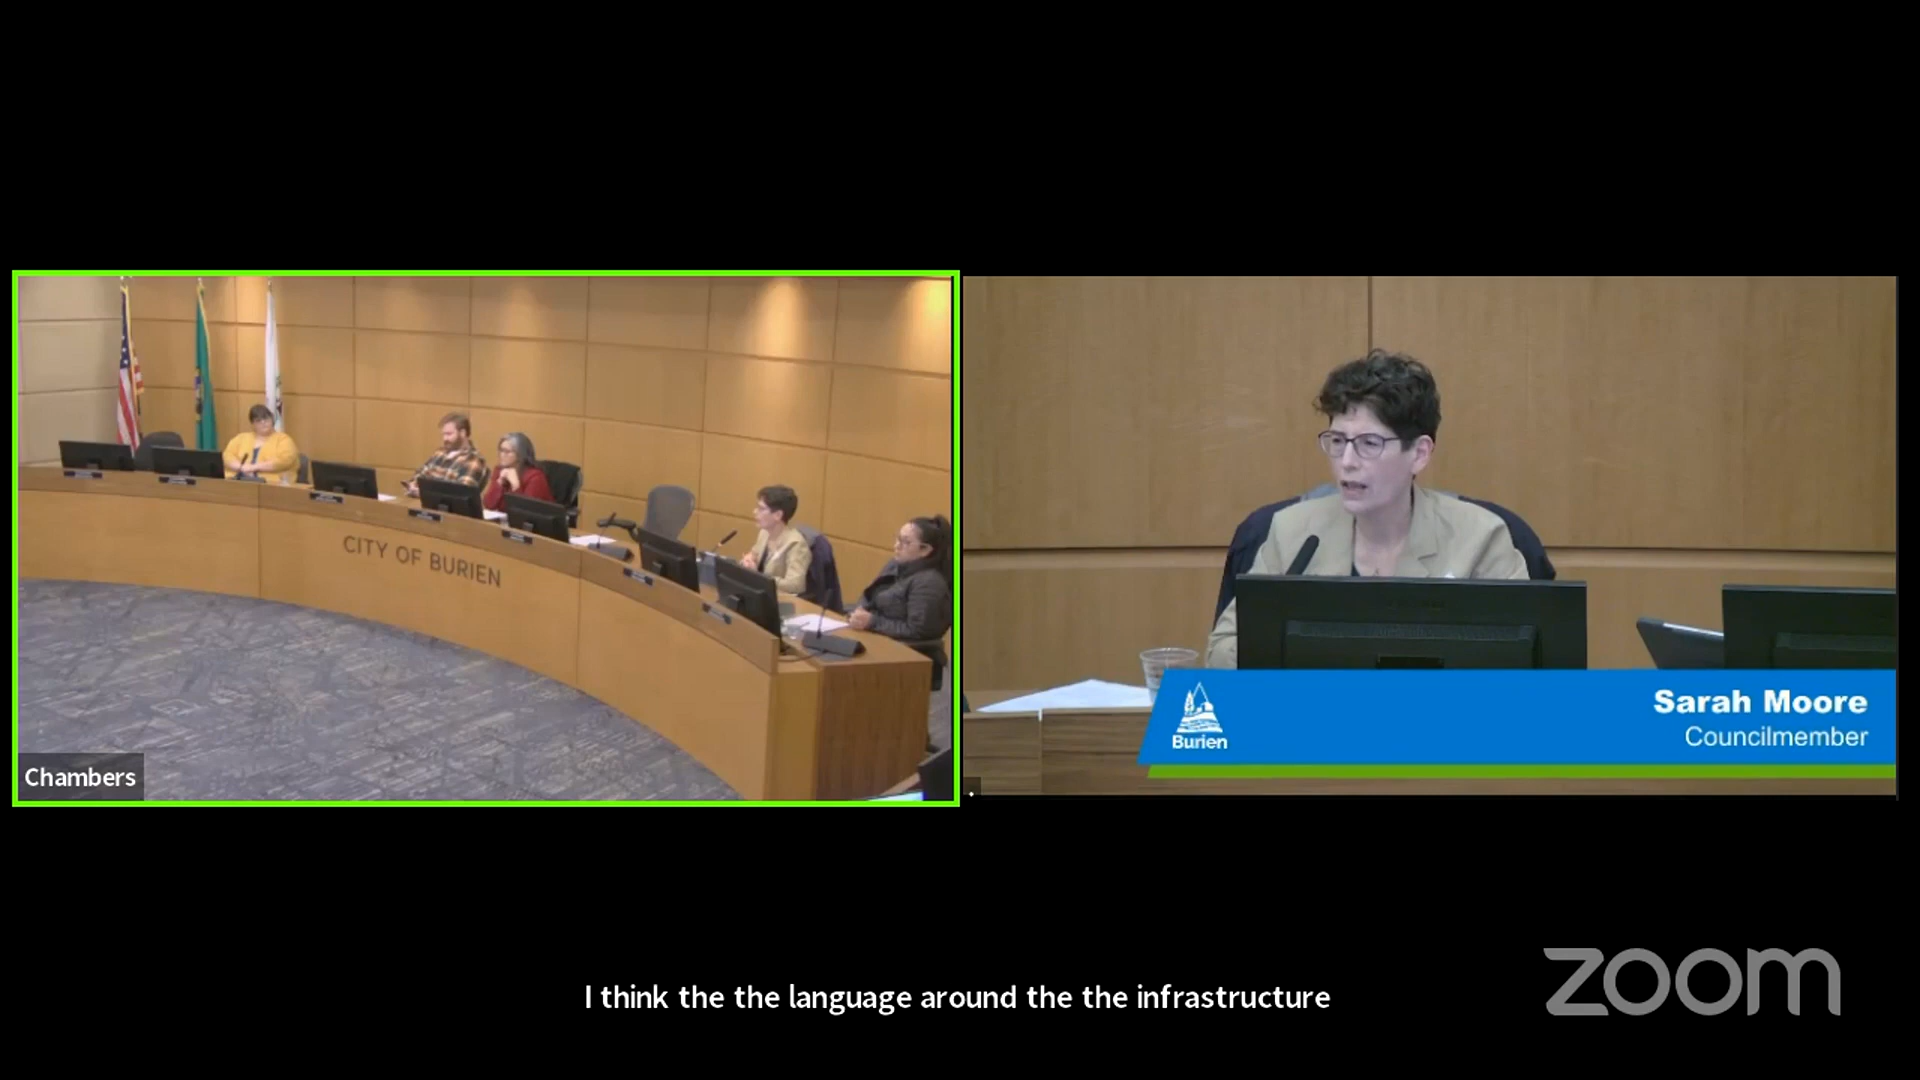 CITY OF BURIEN
Chambers
Burien
Sarah Moore
Councilmember
I think the the language around the the infrastructure
zoom